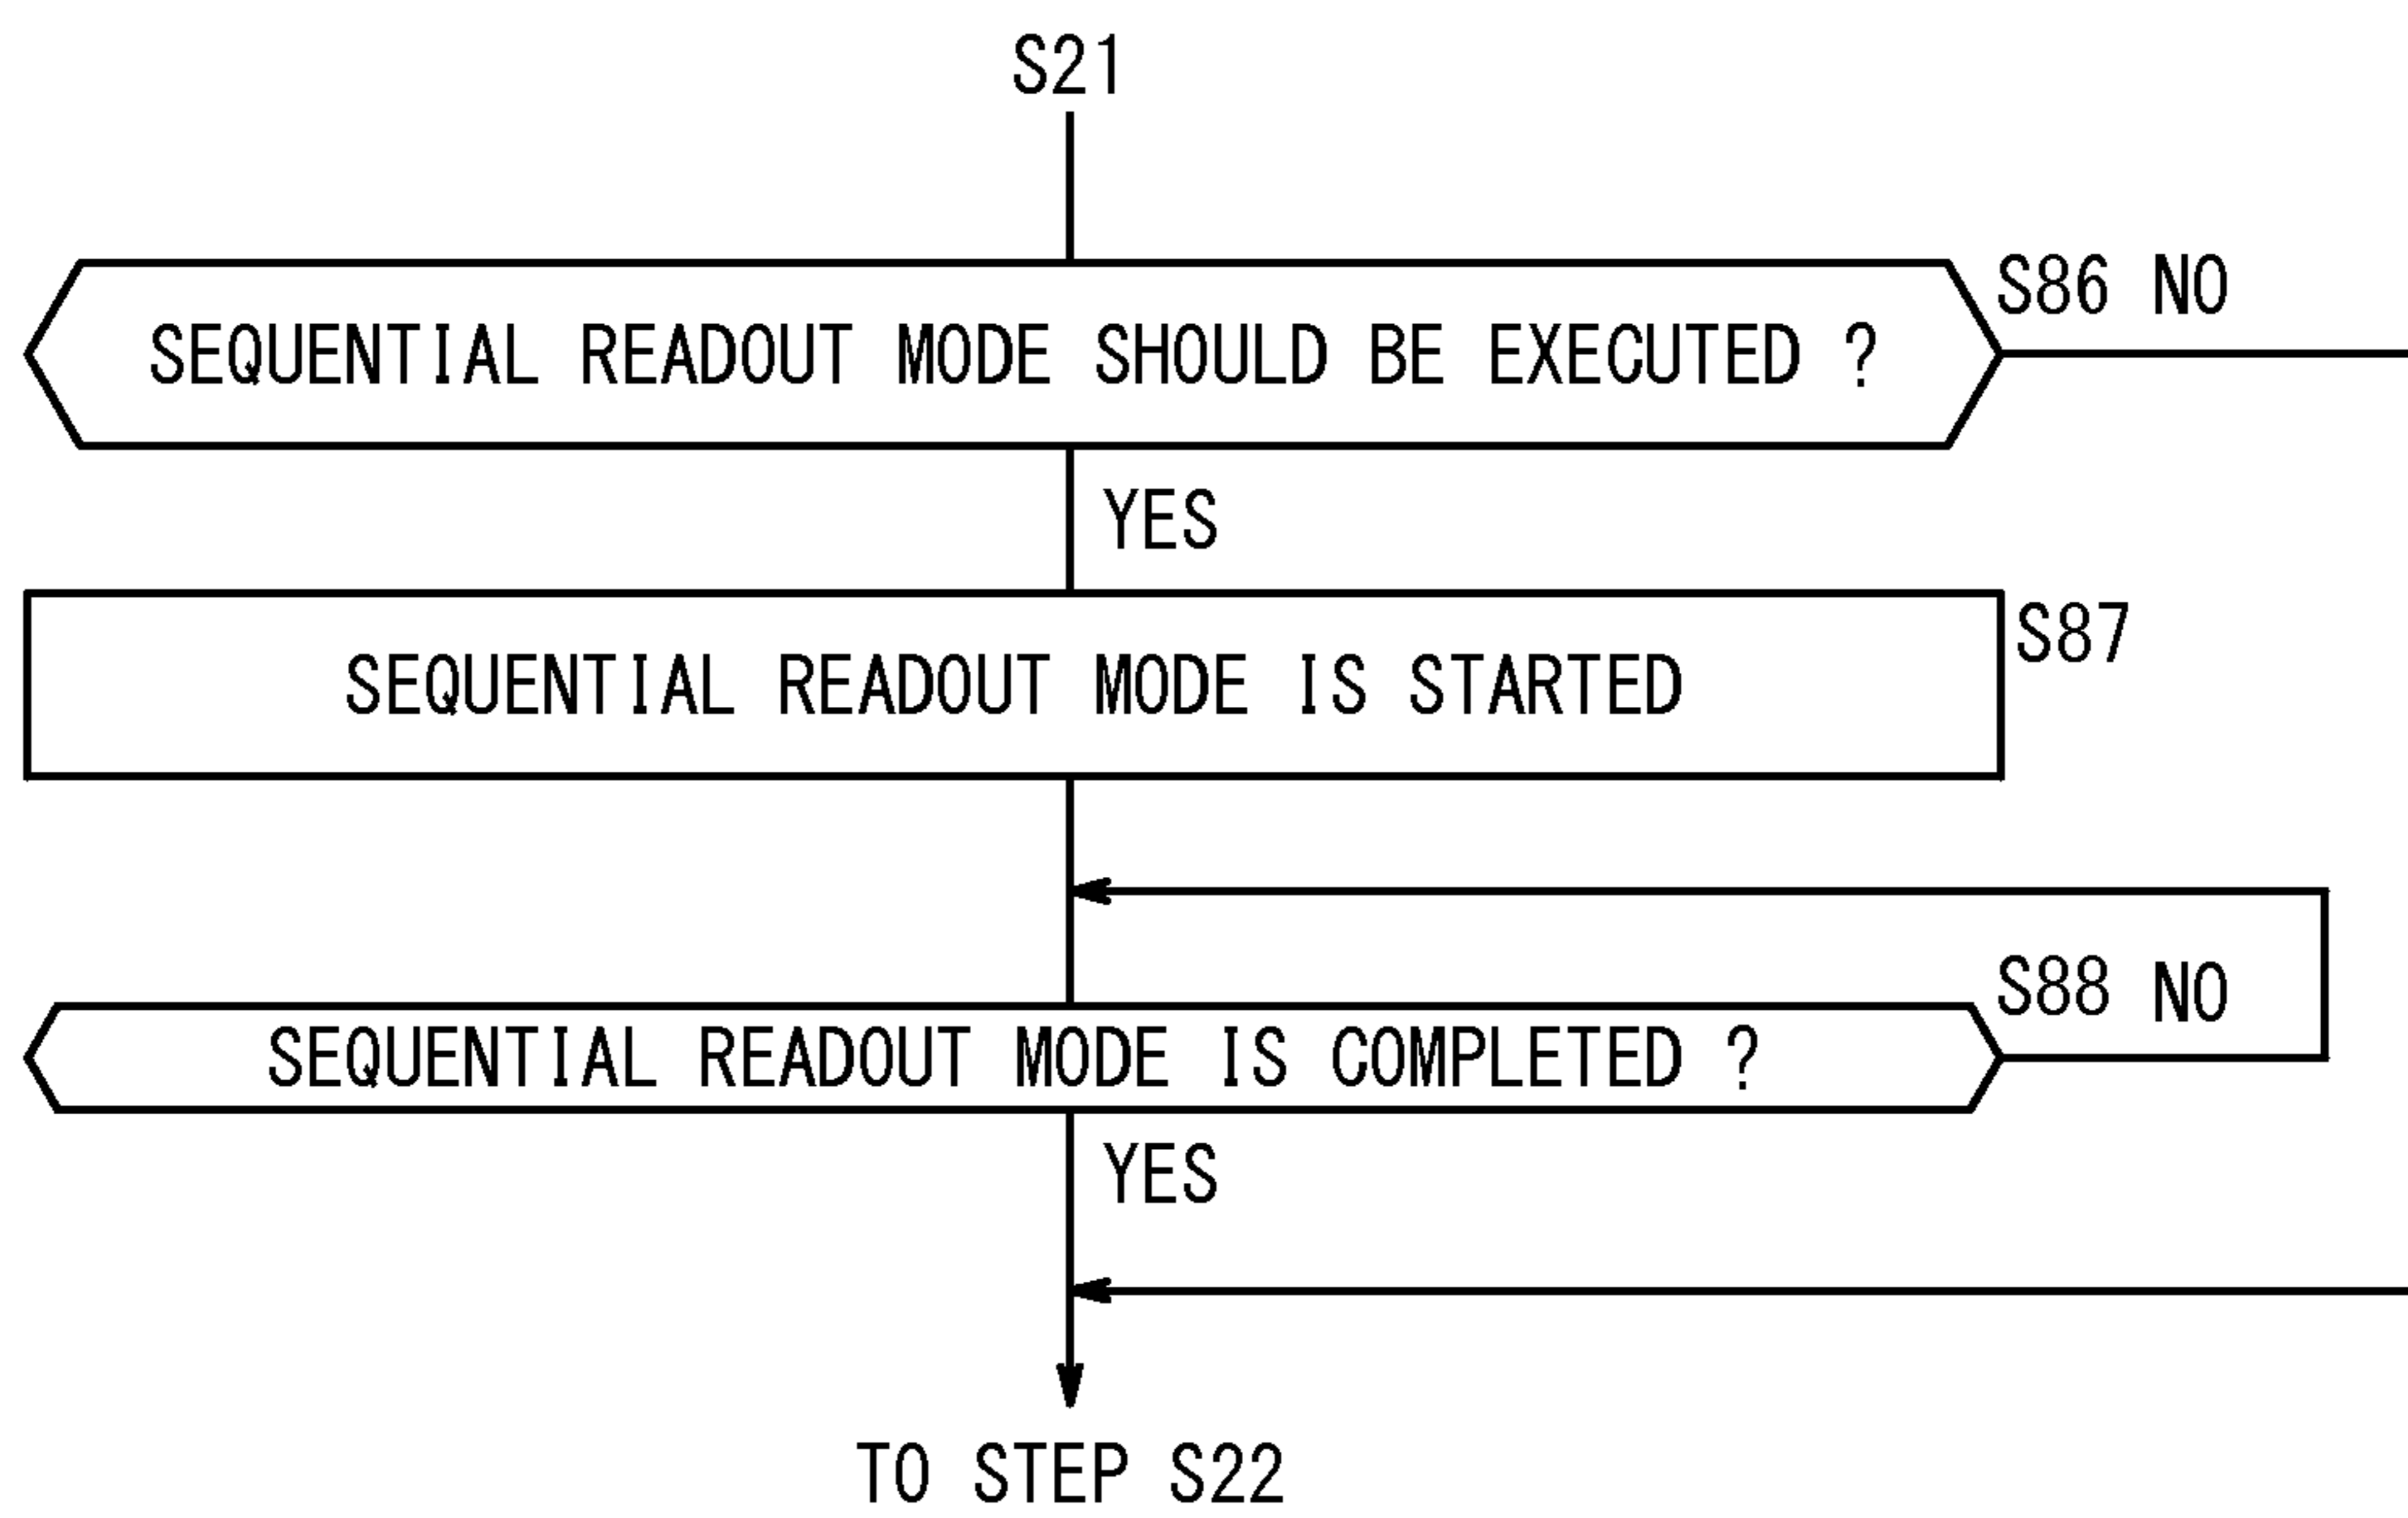 S21
SEQUENTIAL READOUT MODE SHOULD BE EXECUTED ?
S86 NO
YES
SEQUENTIAL READOUT MODE IS STARTED
S87
SEQUENTIAL READOUT MODE IS COMPLETED ?
S88 NO
YES
TO STEP S22